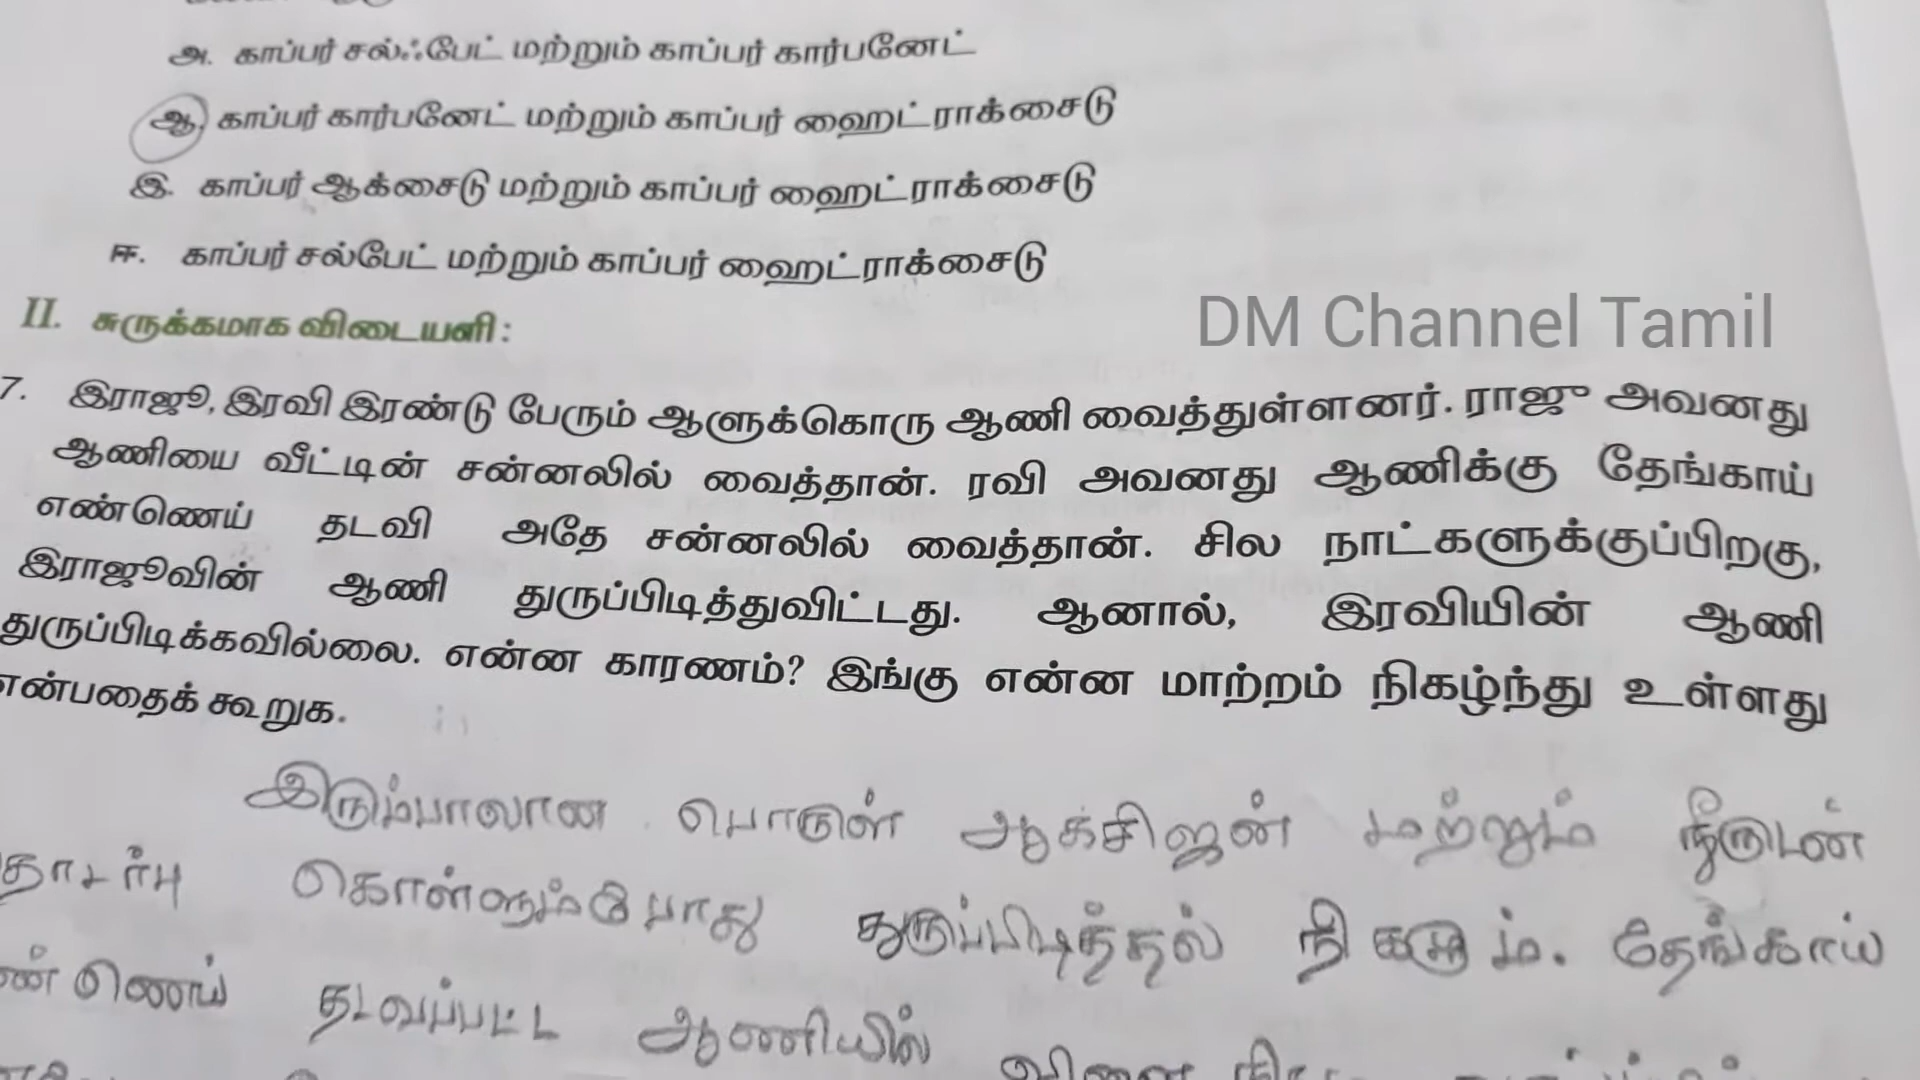 அ. காப்பர் சல்ஃபேட் மற்றும் காப்பர் கார்பனேட்
ஆ. காப்பர் கார்பனேட் மற்றும் காப்பர் ஹைட்ராக்சைடு
இ. காப்பர் ஆக்சைடு மற்றும் காப்பர் ஹைட்ராக்சைடு
ஈ. காப்பர் சல்பேட் மற்றும் காப்பர் ஹைட்ராக்சைடு
DM Channel Tamil
II. சுருக்கமாக விடையளி :
7. இராஜூ, இரவி இரண்டு பேரும் ஆளுக்கொரு ஆணி வைத்துள்ளனர். ராஜு அவனது
ஆணியை வீட்டின் சன்னலில் வைத்தான். ரவி அவனது ஆணிக்கு தேங்காய்
எண்ணெய் தடவி அதே சன்னலில் வைத்தான். சில நாட்களுக்குப்பிறகு,
இராஜூவின் ஆணி துருப்பிடித்துவிட்டது. ஆனால், இரவியின் ஆணி
துருப்பிடிக்கவில்லை. என்ன காரணம்? இங்கு என்ன மாற்றம் நிகழ்ந்து உள்ளது
என்பதைக் கூறுக.
இரும்பாலான பொருள் ஆக்சிஜன் மற்றும் நீருடன்
தொடர்பு கொள்ளும்போது துருப்பிடித்தல் நிகழும். தேங்காய்
எண்ணெய் தடவப்பட்ட ஆணியில்